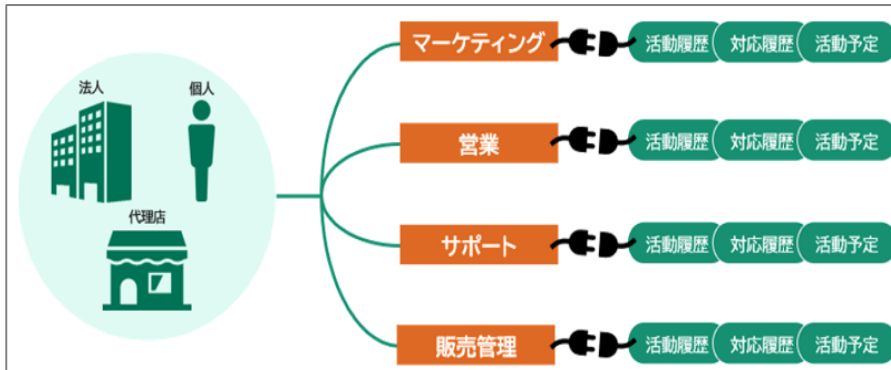 法人
個人
代理店
マーケティング 活動履歴 対応履歴 活動予定
営業 活動履歴 対応履歴 活動予定
サポート 活動履歴 対応履歴 活動予定
販売管理 活動履歴 対応履歴 活動予定